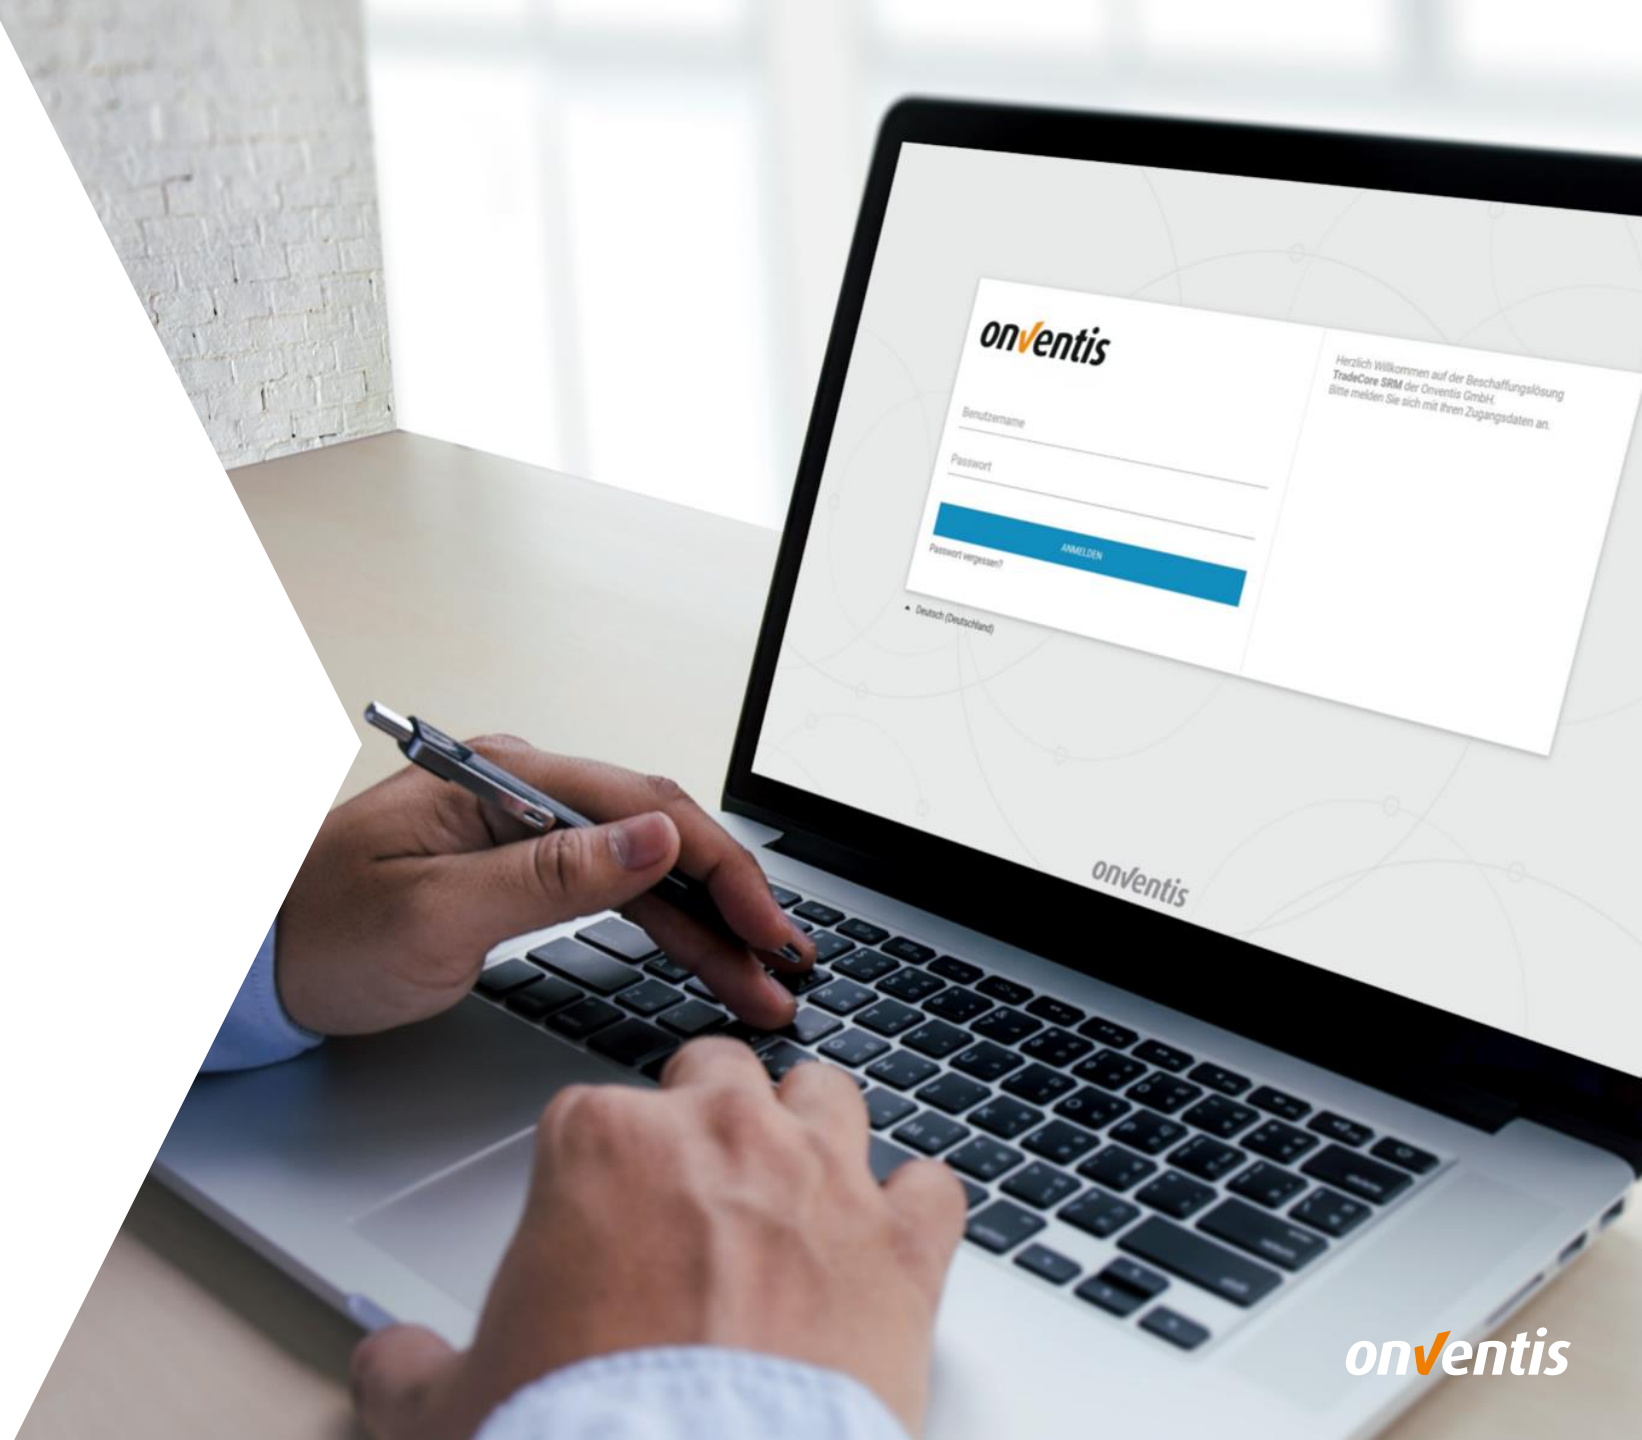 onventis
Benutzername
Passwort
ANMELDEN
Passwort vergessen?
Deutsch (Deutschland)
Herzlich Willkommen auf der Beschaffungslösung
TradeCore SRM der Onventis GmbH.
Bitte melden Sie sich mit Ihren Zugangsdaten an.
onventis
onventis